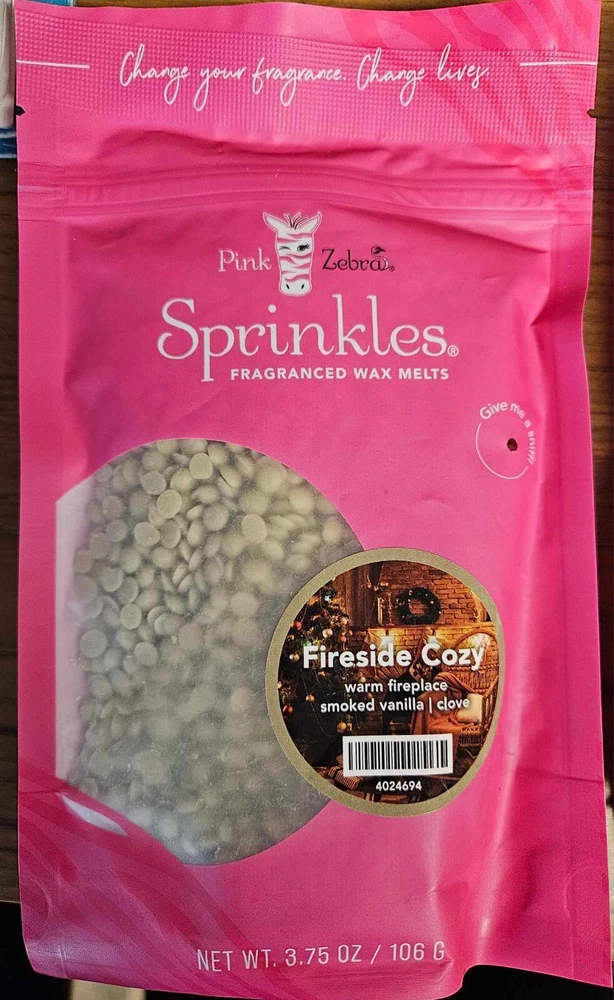 Change your fragrance. Change lives.
Pink Zebra®
Sprinkles®
FRAGRANCED WAX MELTS
Give me a sniff
Fireside Cozy
warm fireplace
smoked vanilla | clove
4024694
NET WT. 3.75 OZ / 106 G